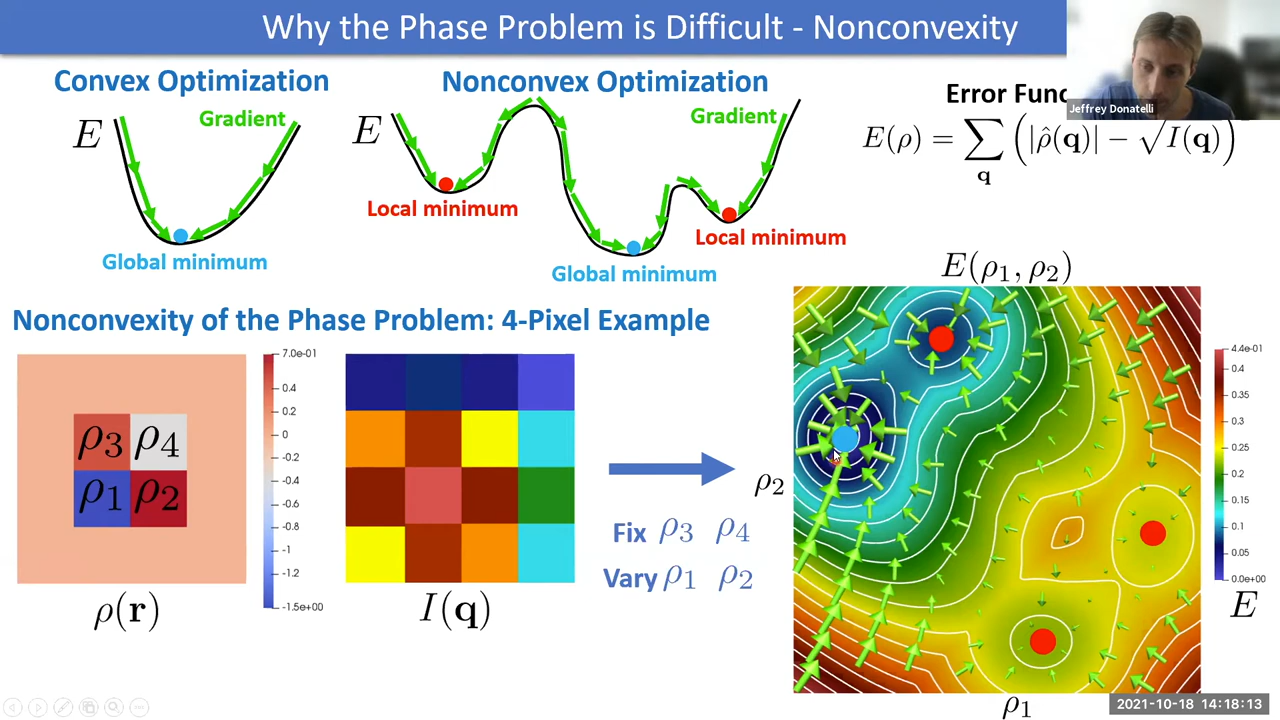 Why the Phase Problem is Difficult - Nonconvexity
Jeffrey Donatelli
Convex Optimization
Nonconvex Optimization
Error Func
E
Gradient
Global minimum
E
Gradient
Local minimum
Local minimum
Global minimum
E(ρ) = ∑_q (|ρ̂(q)| − √I(q))
Nonconvexity of the Phase Problem: 4-Pixel Example
ρ3 ρ4
ρ1 ρ2
7.0e-01
0.4
0.2
0
-0.2
-0.4
-0.6
-0.8
-1
-1.2
-1.5e+00
ρ(r)
I(q)
Fix ρ3 ρ4
Vary ρ1 ρ2
E(ρ1, ρ2)
ρ2
ρ1
4.4e-01
0.4
0.35
0.3
0.25
0.2
0.15
0.1
0.05
0.0e+00
E
2021-10-18 14:18:13